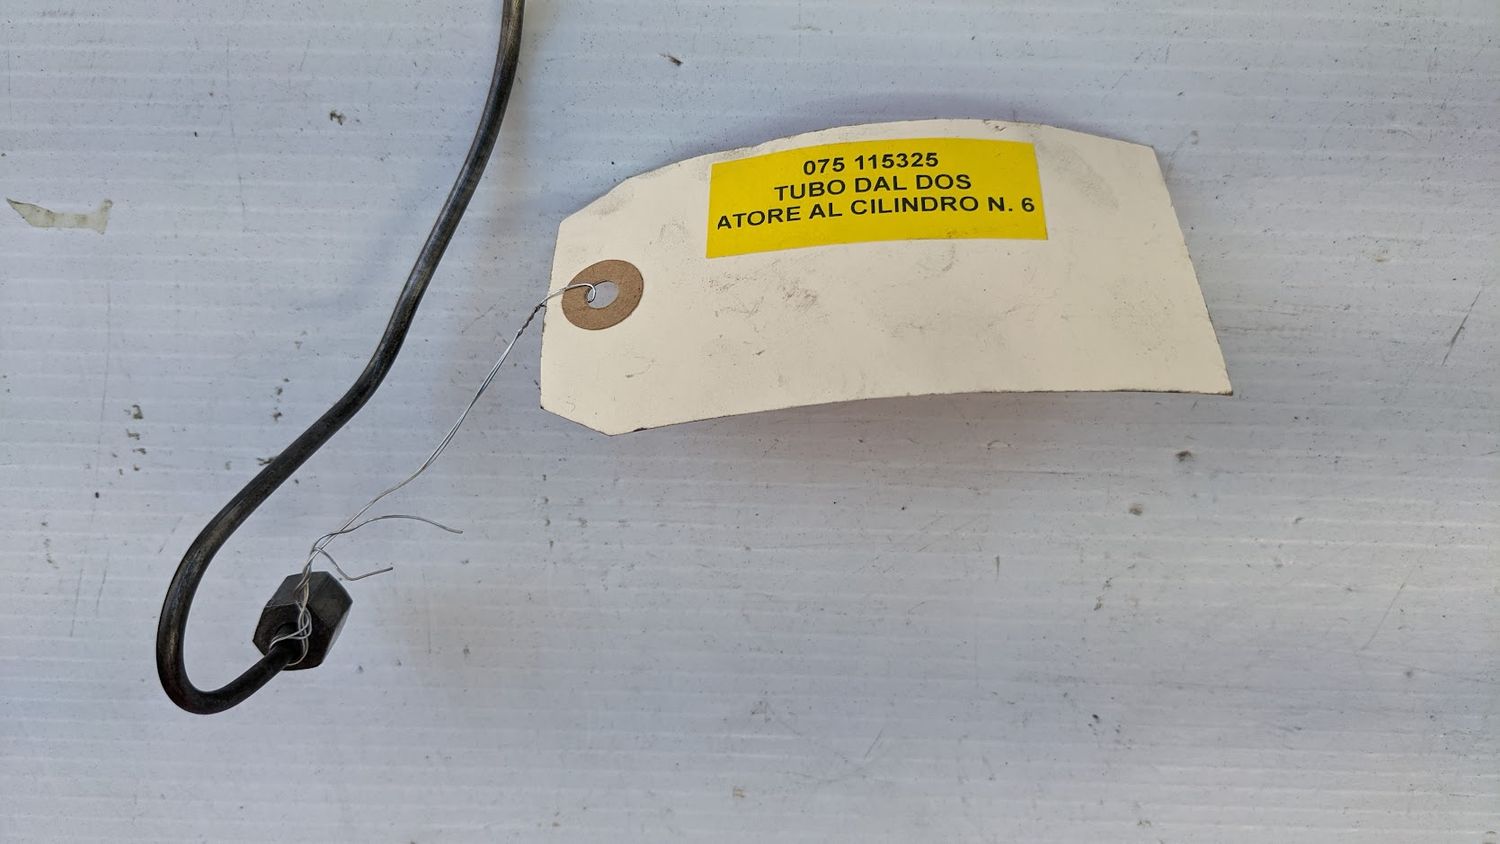 075 115325
TUBO DAL DOS
ATORE AL CILINDRO N. 6